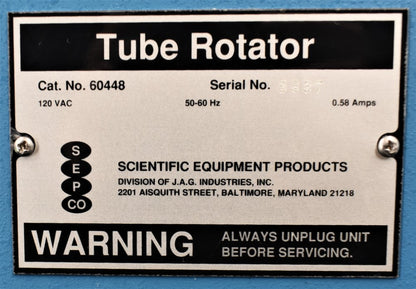 Tube Rotator
Cat. No. 60448 Serial No.
120 VAC 50-60 Hz 0.58 Amps
S
E
P
CO
SCIENTIFIC EQUIPMENT PRODUCTS
DIVISION OF J.A.G. INDUSTRIES, INC.
2201 AISQUITH STREET, BALTIMORE, MARYLAND 21218
WARNING ALWAYS UNPLUG UNIT
BEFORE SERVICING.